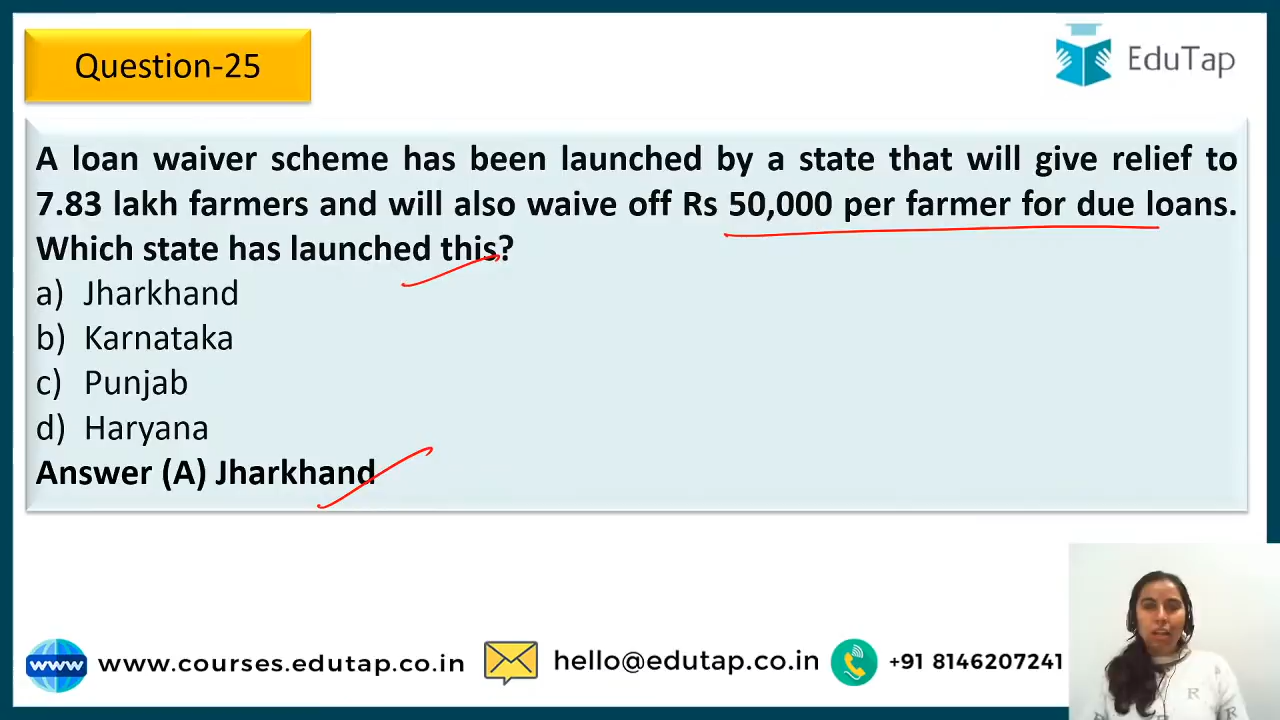 Question-25
EduTap
A loan waiver scheme has been launched by a state that will give relief to
7.83 lakh farmers and will also waive off Rs 50,000 per farmer for due loans.
Which state has launched this?
a) Jharkhand
b) Karnataka
c) Punjab
d) Haryana
Answer (A) Jharkhand
www www.courses.edutap.co.in hello@edutap.co.in +91 8146207241
R